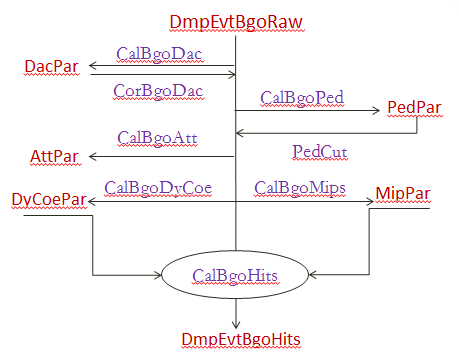 DmpEvtBgoRaw
CalBgoDac
DacPar
CorBgoDac
CalBgoPed
PedPar
CalBgoAtt
AttPar
PedCut
CalBgoDyCoe
CalBgoMips
DyCoePar
MipPar
CalBgoHits
DmpEvtBgoHits